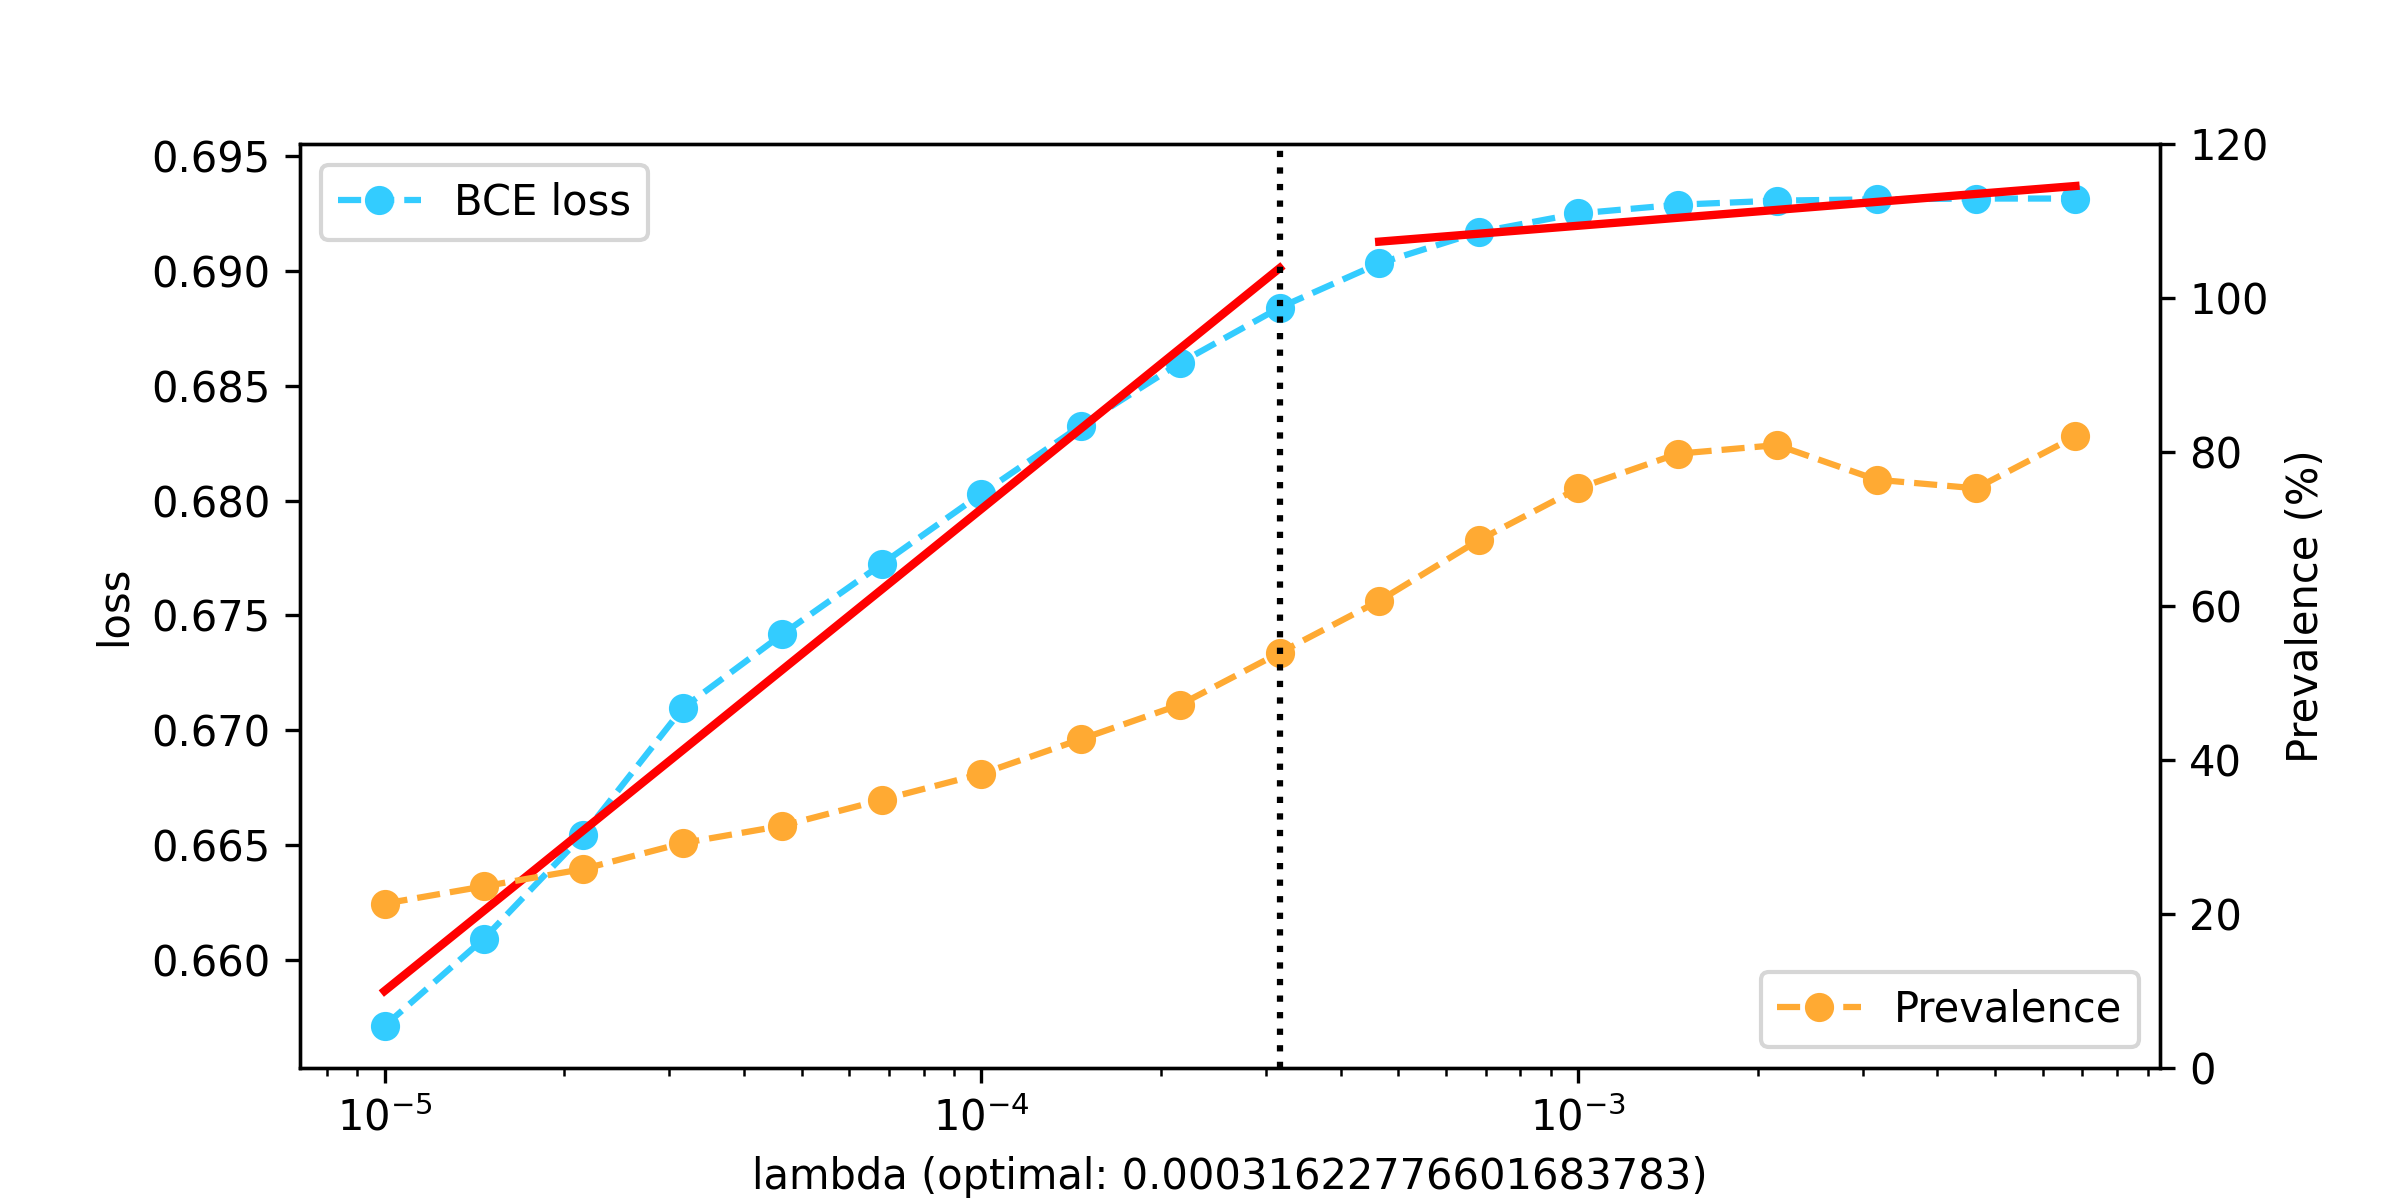 0.695
0.690
0.685
0.680
0.675
0.670
0.665
0.660
loss
BCE loss
120
100
80
60
40
20
0
Prevalence (%)
Prevalence
10⁻⁵ 10⁻⁴ 10⁻³
lambda (optimal: 0.00031622776601683783)